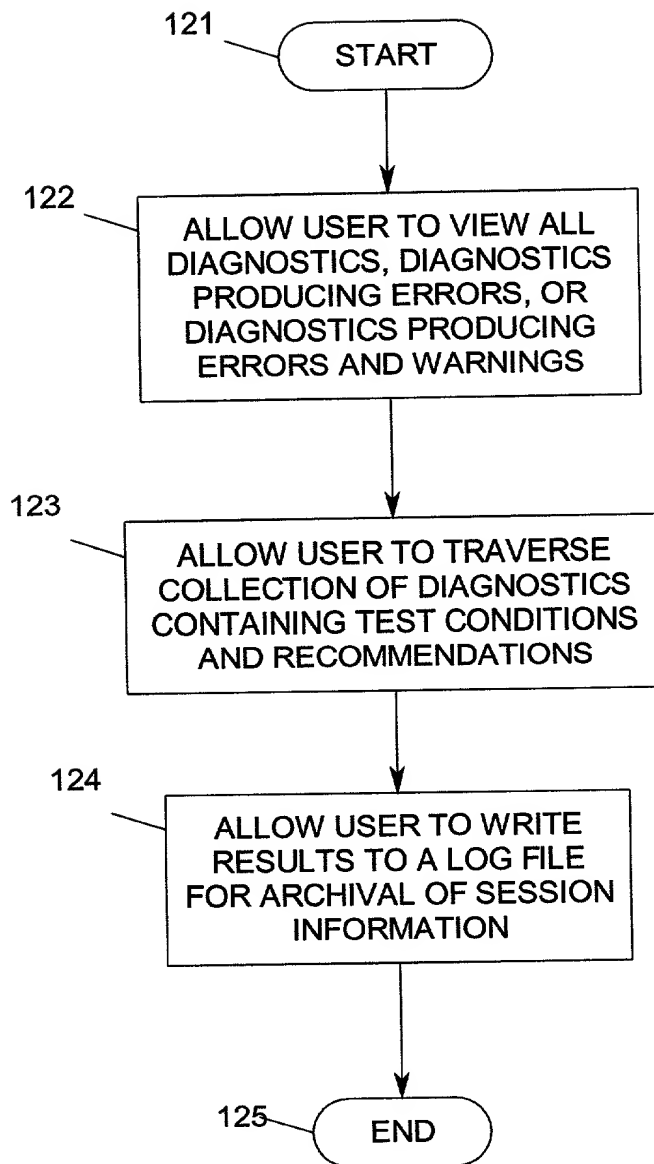 121
START
122
ALLOW USER TO VIEW ALL
DIAGNOSTICS, DIAGNOSTICS
PRODUCING ERRORS, OR
DIAGNOSTICS PRODUCING
ERRORS AND WARNINGS
123
ALLOW USER TO TRAVERSE
COLLECTION OF DIAGNOSTICS
CONTAINING TEST CONDITIONS
AND RECOMMENDATIONS
124
ALLOW USER TO WRITE
RESULTS TO A LOG FILE
FOR ARCHIVAL OF SESSION
INFORMATION
125
END